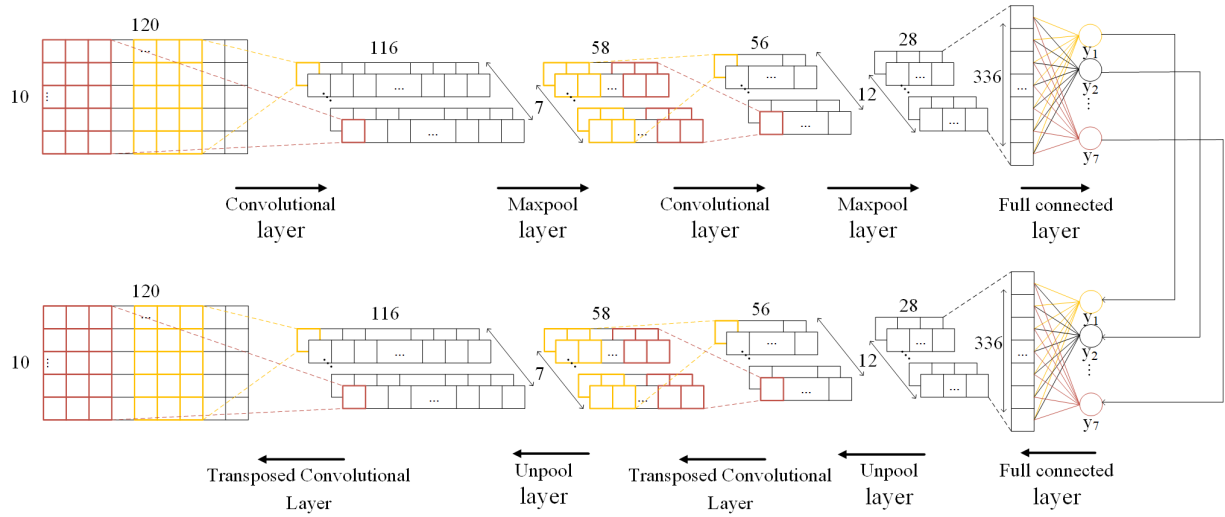 120
...
10
...
116
...
...
7
58
...
...
56
...
...
12
28
...
...
336
...
y1
y2
...
y7
Convolutional
layer
Maxpool
layer
Convolutional
layer
Maxpool
layer
Full connected
layer
120
...
10
...
116
...
...
7
58
...
...
56
...
...
12
28
...
...
336
...
y1
y2
...
y7
Transposed Convolutional
Layer
Unpool
layer
Transposed Convolutional
Layer
Unpool
layer
Full connected
layer